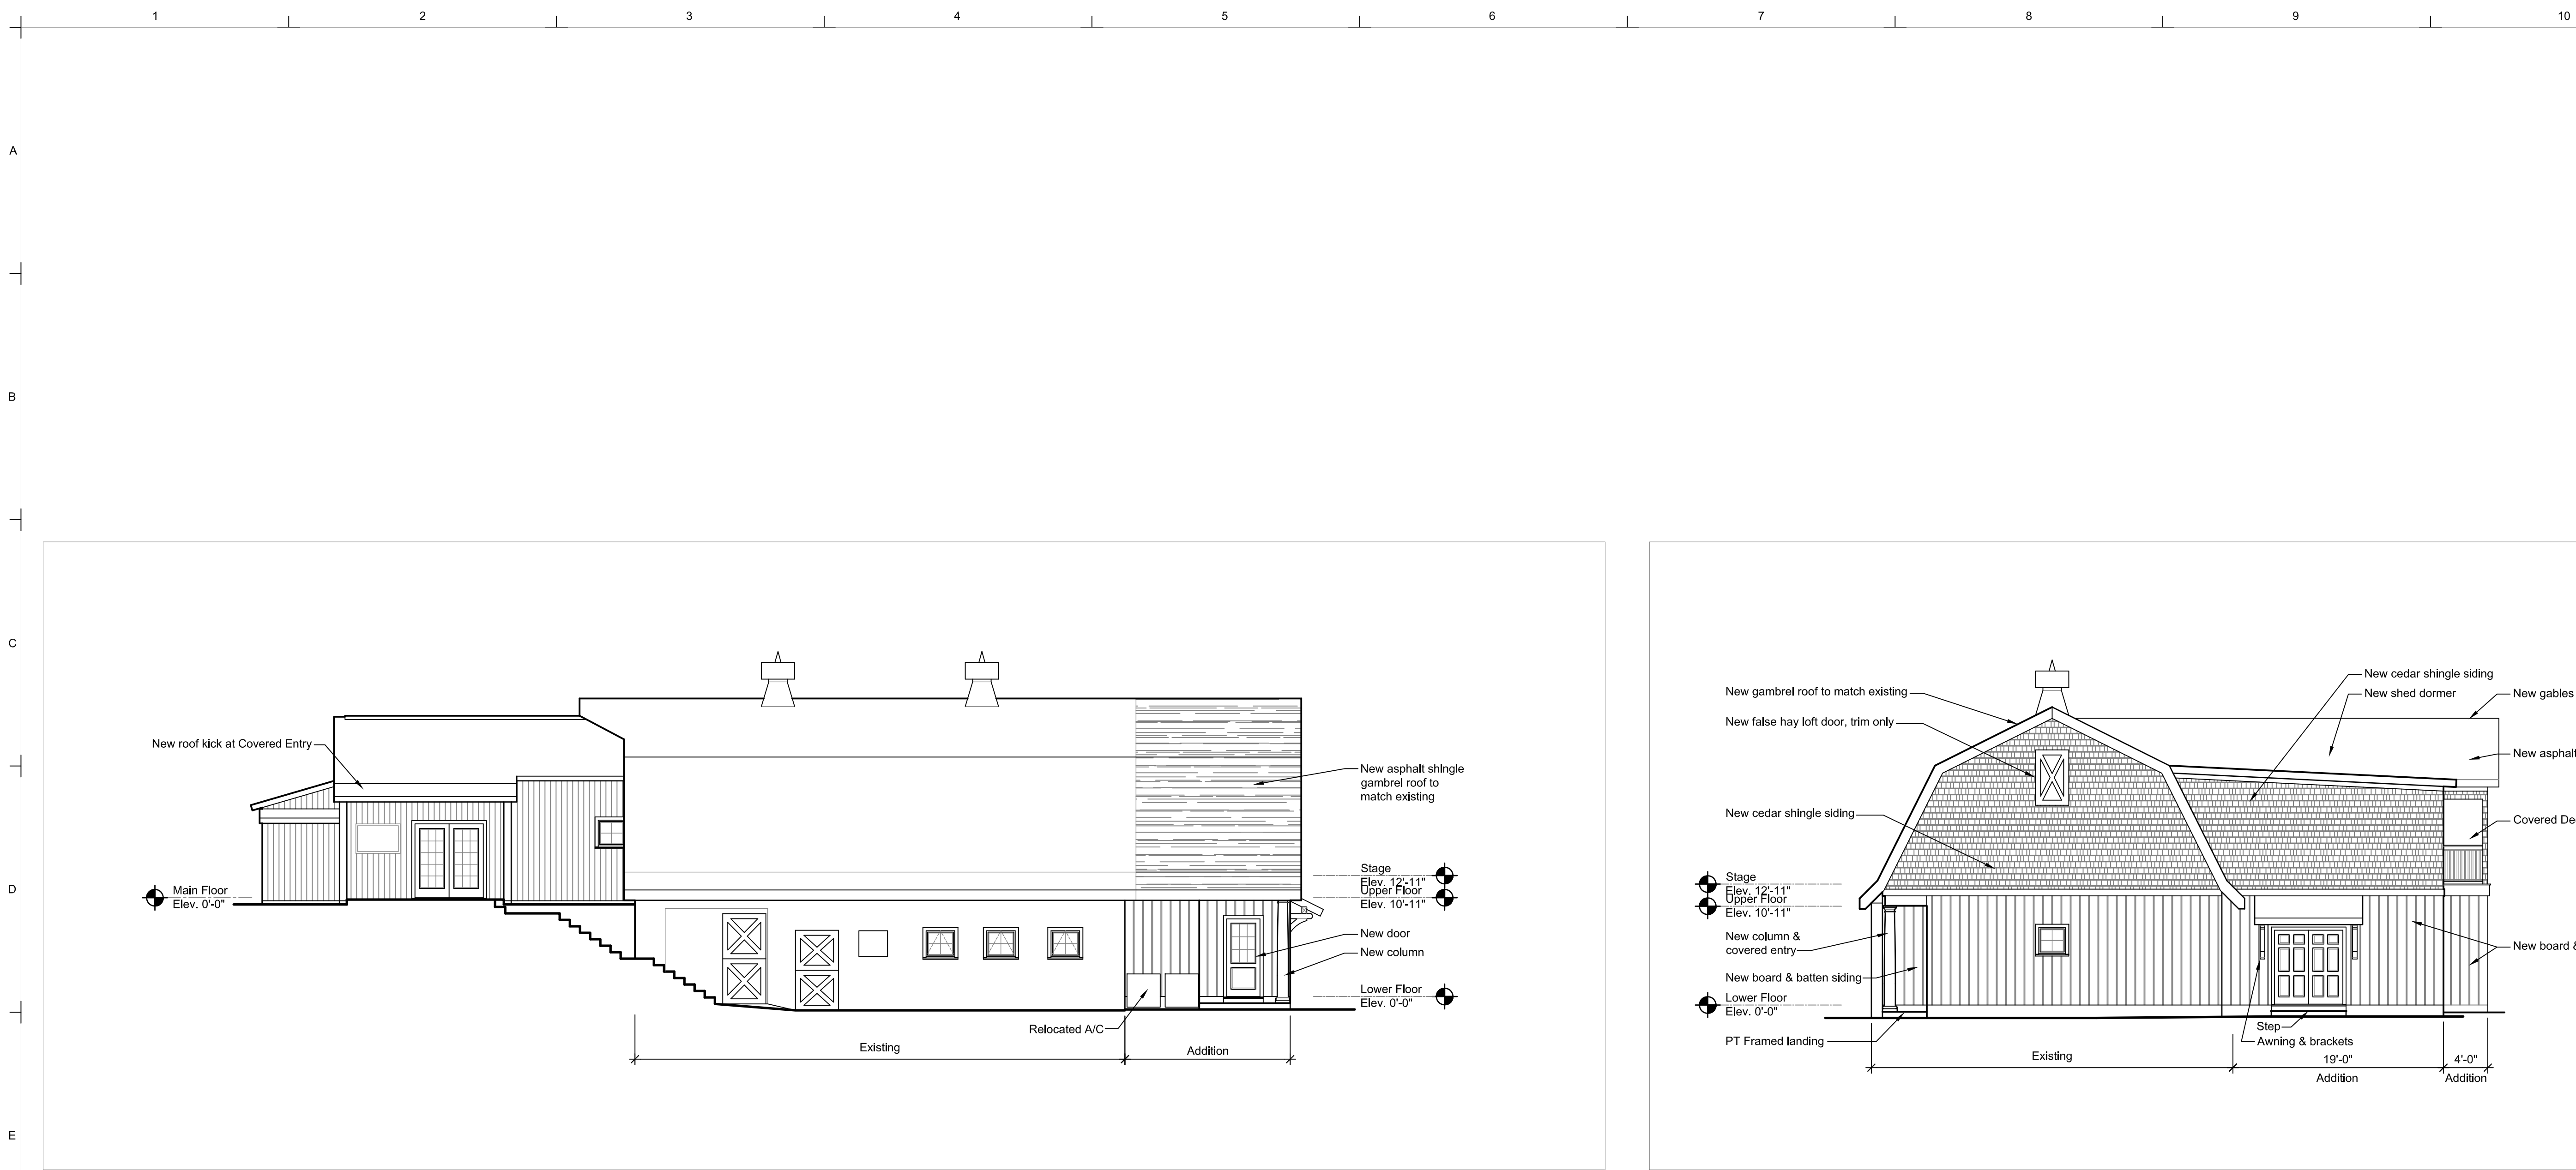 1
2
3
4
5
6
7
8
9
10
A
B
C
D
E
New roof kick at Covered Entry
Main Floor
Elev. 0'-0"
New asphalt shingle
gambrel roof to
match existing
Stage
Elev. 12'-11"
Upper Floor
Elev. 10'-11"
New door
New column
Lower Floor
Elev. 0'-0"
Relocated A/C
Existing
Addition
New gambrel roof to match existing
New false hay loft door, trim only
New cedar shingle siding
Stage
Elev. 12'-11"
Upper Floor
Elev. 10'-11"
New column &
covered entry
New board & batten siding
Lower Floor
Elev. 0'-0"
PT Framed landing
New cedar shingle siding
New shed dormer
New gables
New asphalt
Covered De
New board &
Step
Awning & brackets
Existing
19'-0"
Addition
4'-0"
Addition